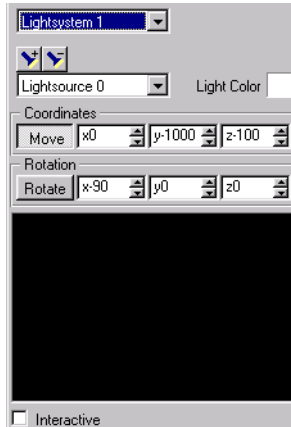 Lightsystem 1
Lightsource 0 Light Color
Coordinates
Move x0 y-1000 z-100
Rotation
Rotate x-90 y0 z0
Interactive